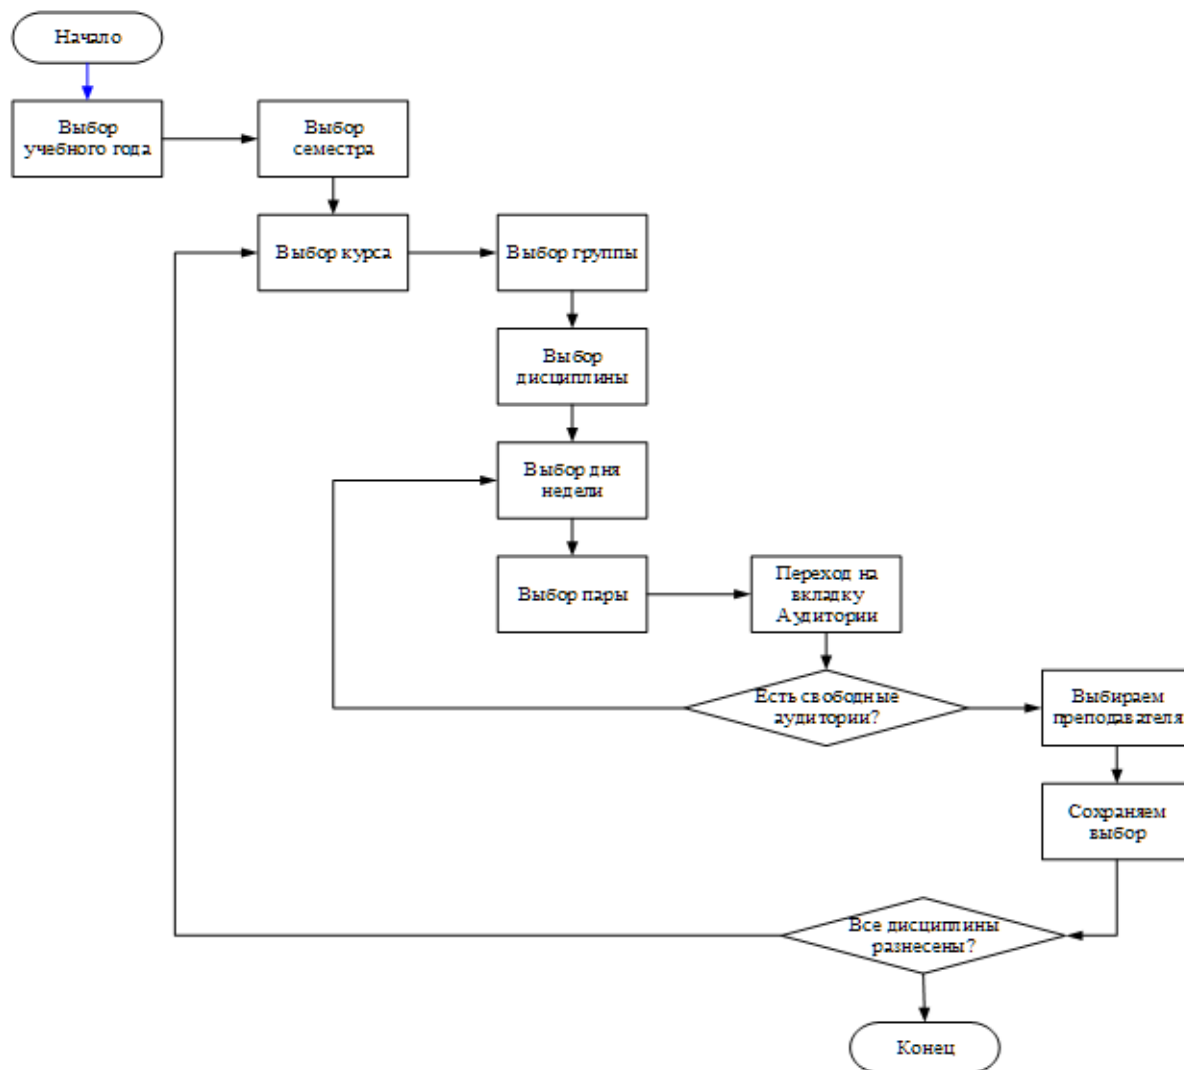 Начало
Выбор
учебного года
Выбор
семестра
Выбор курса
Выбор группы
Выбор
дисциплины
Выбор дня
недели
Выбор пары
Переход на
вкладку
Аудитории
Есть свободные
аудитории?
Выбираем
преподавателя
Сохраняем
выбор
Все дисциплины
разнесены?
Конец